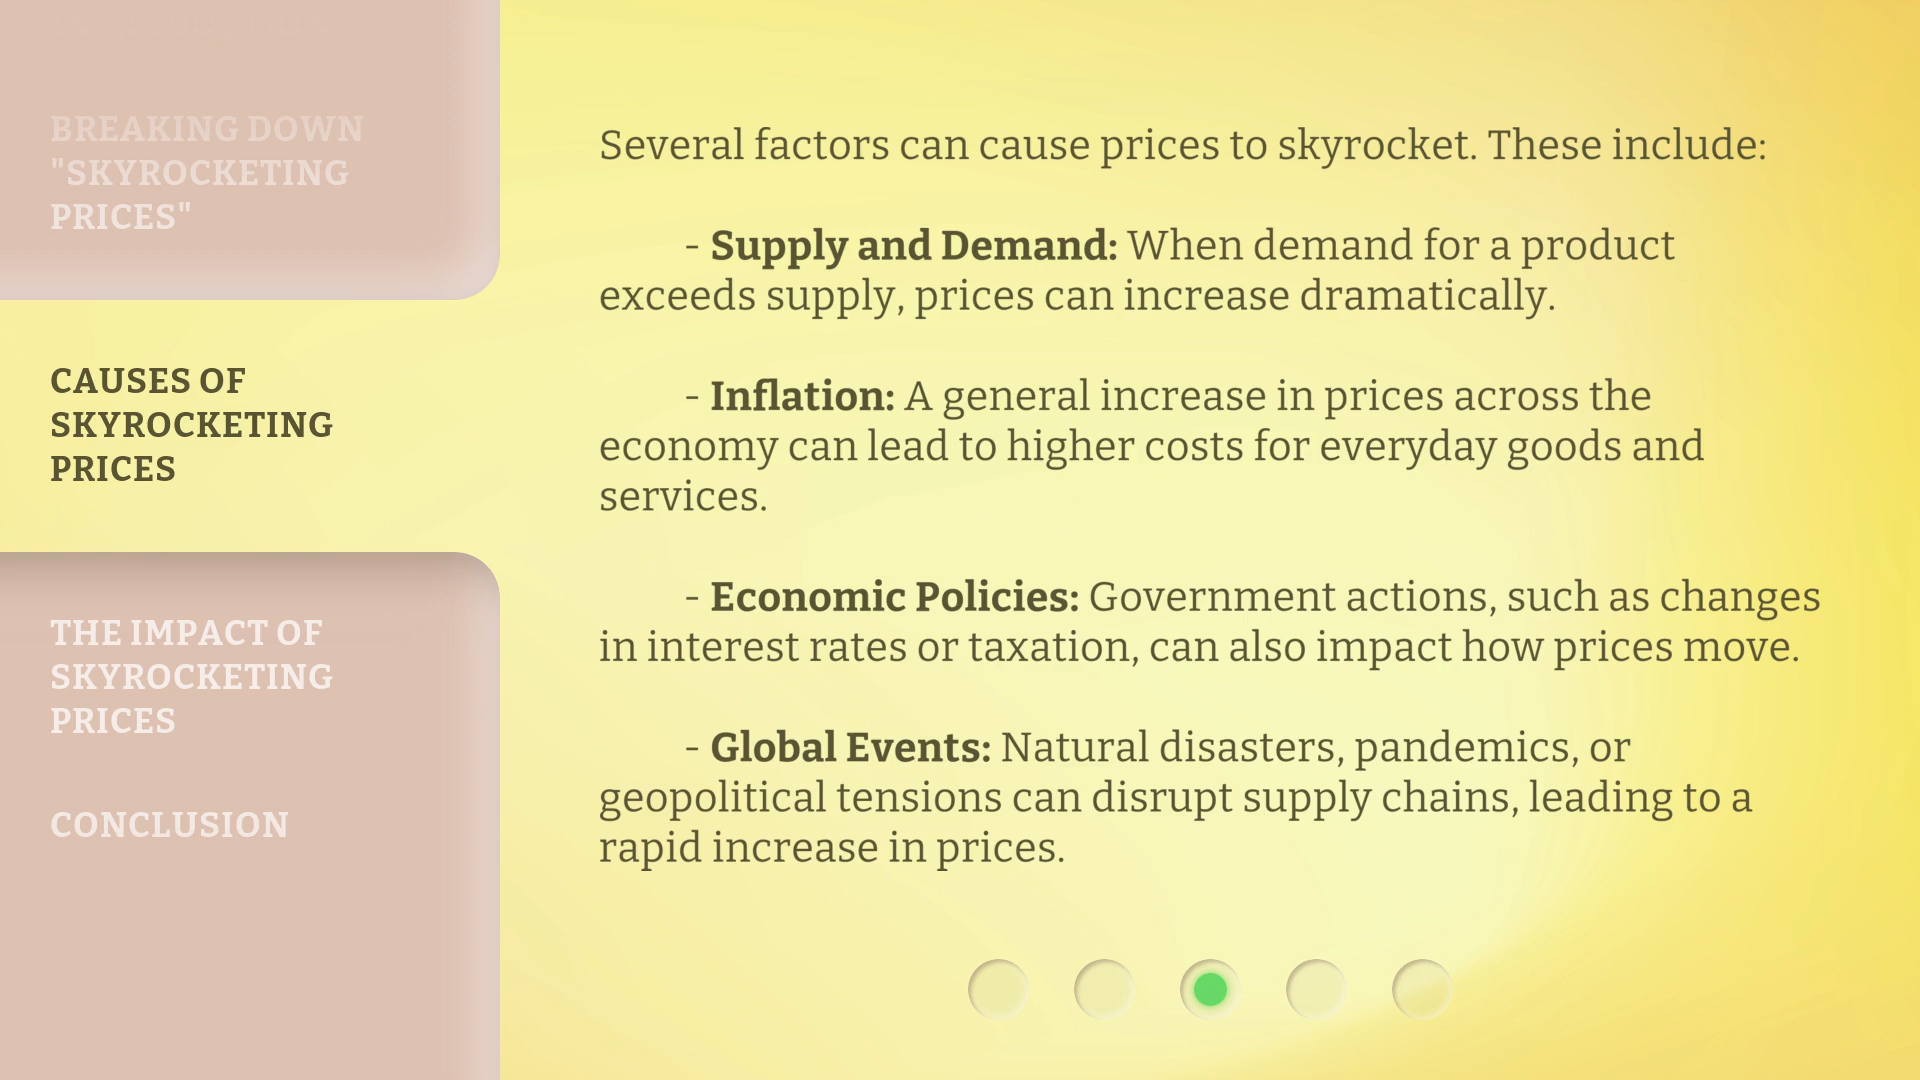 BREAKING DOWN
"SKYROCKETING
PRICES"
CAUSES OF
SKYROCKETING
PRICES
THE IMPACT OF
SKYROCKETING
PRICES
CONCLUSION
Several factors can cause prices to skyrocket. These include:
- Supply and Demand: When demand for a product
exceeds supply, prices can increase dramatically.
- Inflation: A general increase in prices across the
economy can lead to higher costs for everyday goods and
services.
- Economic Policies: Government actions, such as changes
in interest rates or taxation, can also impact how prices move.
- Global Events: Natural disasters, pandemics, or
geopolitical tensions can disrupt supply chains, leading to a
rapid increase in prices.